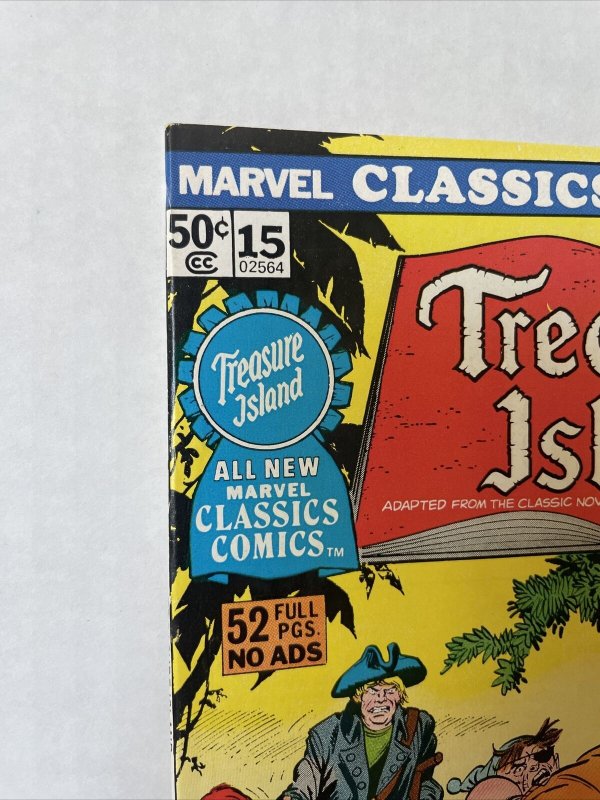 MARVEL CLASSICS
50¢ 15
CC 02564
Treasure
Island
ALL NEW
MARVEL
CLASSICS
COMICS TM
52 FULL
PGS.
NO ADS
ADAPTED FROM THE CLASSIC